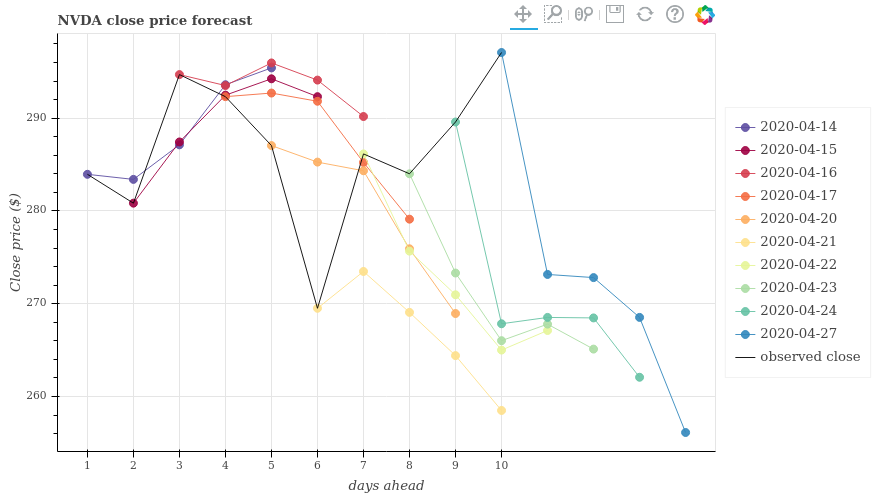 NVDA close price forecast
290
280
270
260
Close price ($)
1 2 3 4 5 6 7 8 9 10
days ahead
2020-04-14
2020-04-15
2020-04-16
2020-04-17
2020-04-20
2020-04-21
2020-04-22
2020-04-23
2020-04-24
2020-04-27
observed close